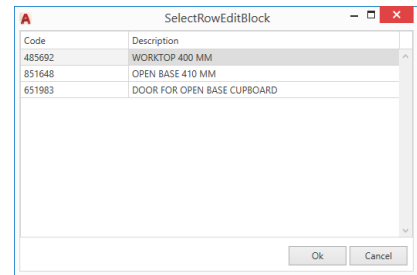 SelectRowEditBlock
Code Description
485692 WORKTOP 400 MM
851648 OPEN BASE 410 MM
651983 DOOR FOR OPEN BASE CUPBOARD
Ok Cancel